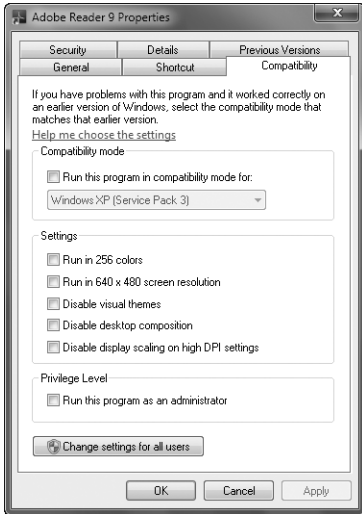 Adobe Reader 9 Properties
Security Details Previous Versions
General Shortcut Compatibility
If you have problems with this program and it worked correctly on
an earlier version of Windows, select the compatibility mode that
matches that earlier version.
Help me choose the settings
Compatibility mode
Run this program in compatibility mode for:
Windows XP (Service Pack 3)
Settings
Run in 256 colors
Run in 640 x 480 screen resolution
Disable visual themes
Disable desktop composition
Disable display scaling on high DPI settings
Privilege Level
Run this program as an administrator
Change settings for all users
OK Cancel Apply